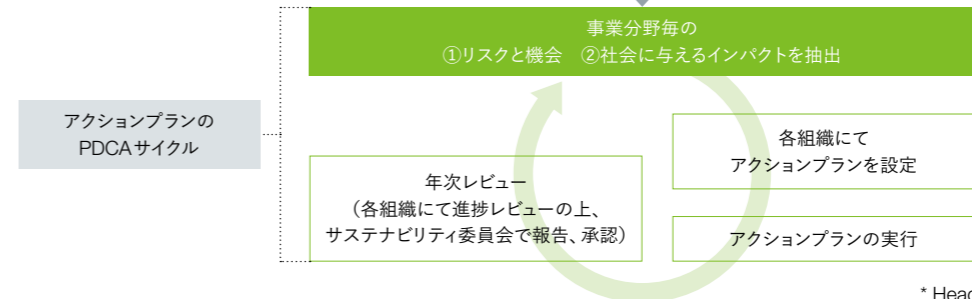 事業分野毎の
①リスクと機会　②社会に与えるインパクトを抽出
アクションプランの
PDCAサイクル
各組織にて
アクションプランを設定
年次レビュー
（各組織にて進捗レビューの上、
サステナビリティ委員会で報告、承認）
アクションプランの実行
* Head